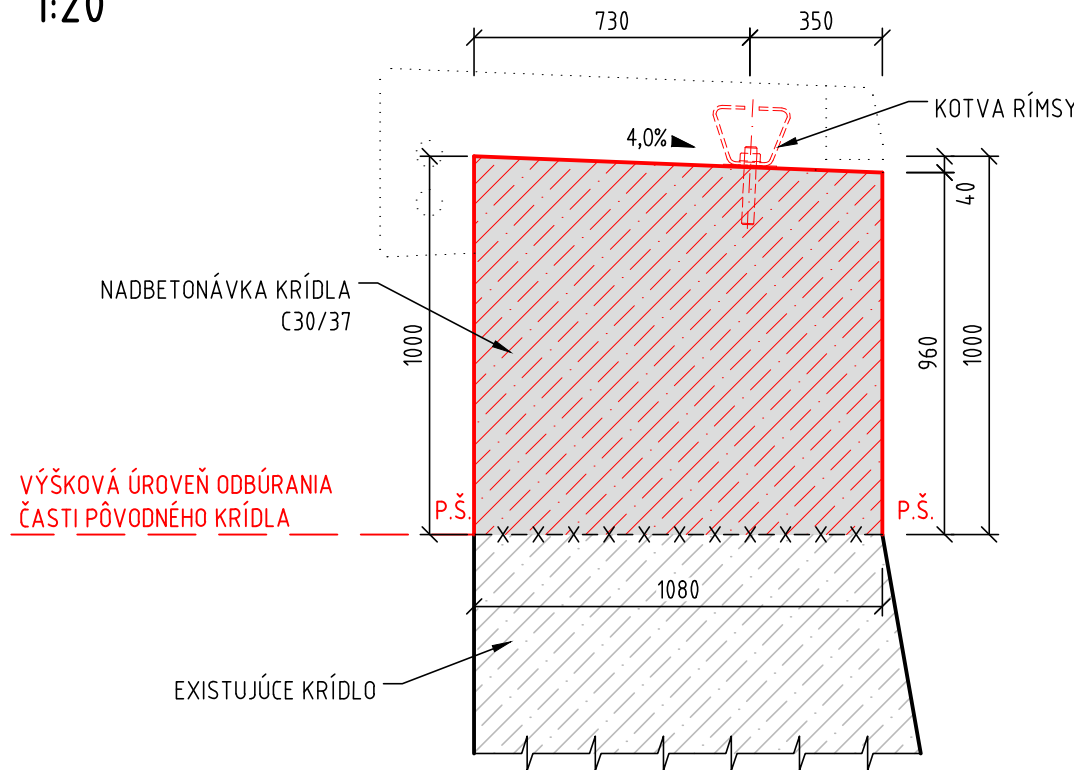 1:20
730
350
KOTVA RÍMSY
4,0%
40
NADBETONÁVKA KRÍDLA
C30/37
1000
960
1000
VÝŠKOVÁ ÚROVEŇ ODBÚRANIA
ČASTI PÔVODNÉHO KRÍDLA
P.Š.
P.Š.
X X X X X X X X X X X
1080
EXISTUJÚCE KRÍDLO